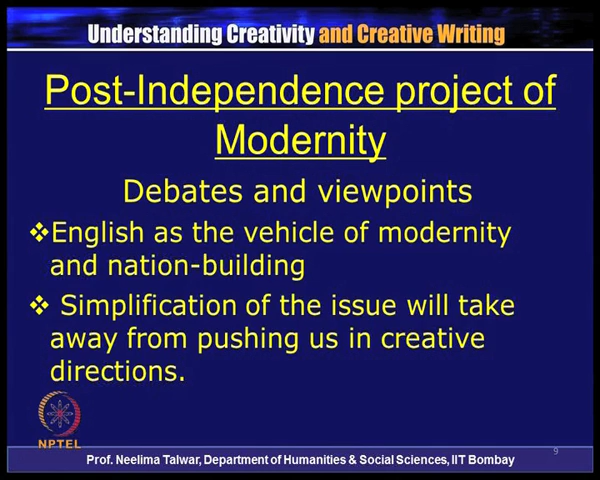 Understanding Creativity and Creative Writing
Post-Independence project of
Modernity
Debates and viewpoints
❖English as the vehicle of modernity
and nation-building
❖ Simplification of the issue will take
away from pushing us in creative
directions.
NPTEL
9
Prof. Neelima Talwar, Department of Humanities & Social Sciences, IIT Bombay